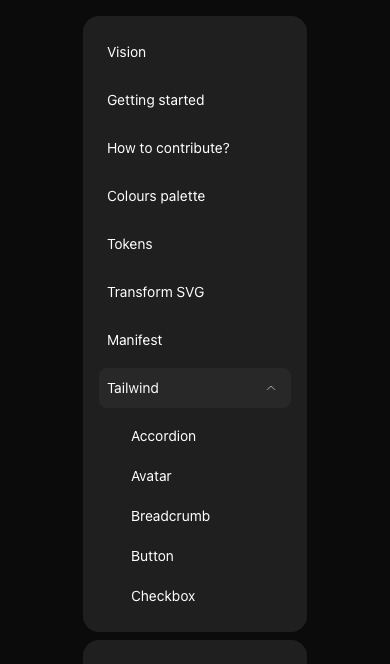 Vision
Getting started
How to contribute?
Colours palette
Tokens
Transform SVG
Manifest
Tailwind
Accordion
Avatar
Breadcrumb
Button
Checkbox